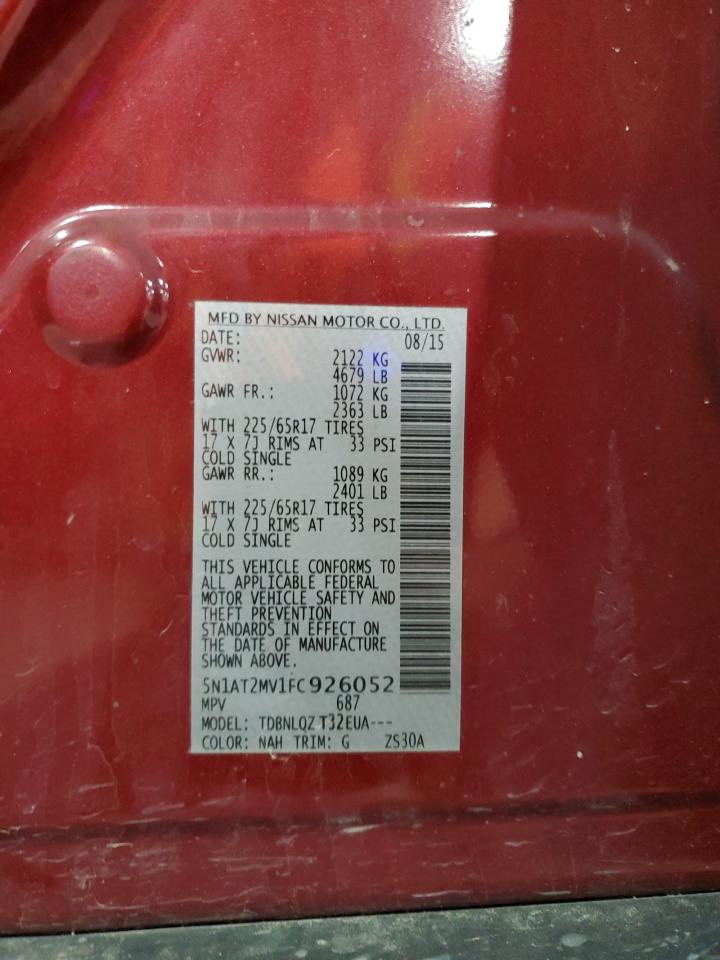 MFD BY NISSAN MOTOR CO., LTD.
DATE: 08/15
GVWR: 2122 KG
4679 LB
GAWR FR.: 1072 KG
2363 LB
WITH 225/65R17 TIRES
17 X 7J RIMS AT 33 PSI
COLD SINGLE
GAWR RR.: 1089 KG
2401 LB
WITH 225/65R17 TIRES
17 X 7J RIMS AT 33 PSI
COLD SINGLE
THIS VEHICLE CONFORMS TO
ALL APPLICABLE FEDERAL
MOTOR VEHICLE SAFETY AND
THEFT PREVENTION
STANDARDS IN EFFECT ON
THE DATE OF MANUFACTURE
SHOWN ABOVE.
5N1AT2MV1FC926052
MPV 687
MODEL: TDBNLQZ T32EUA---
COLOR: NAH TRIM: G ZS30A